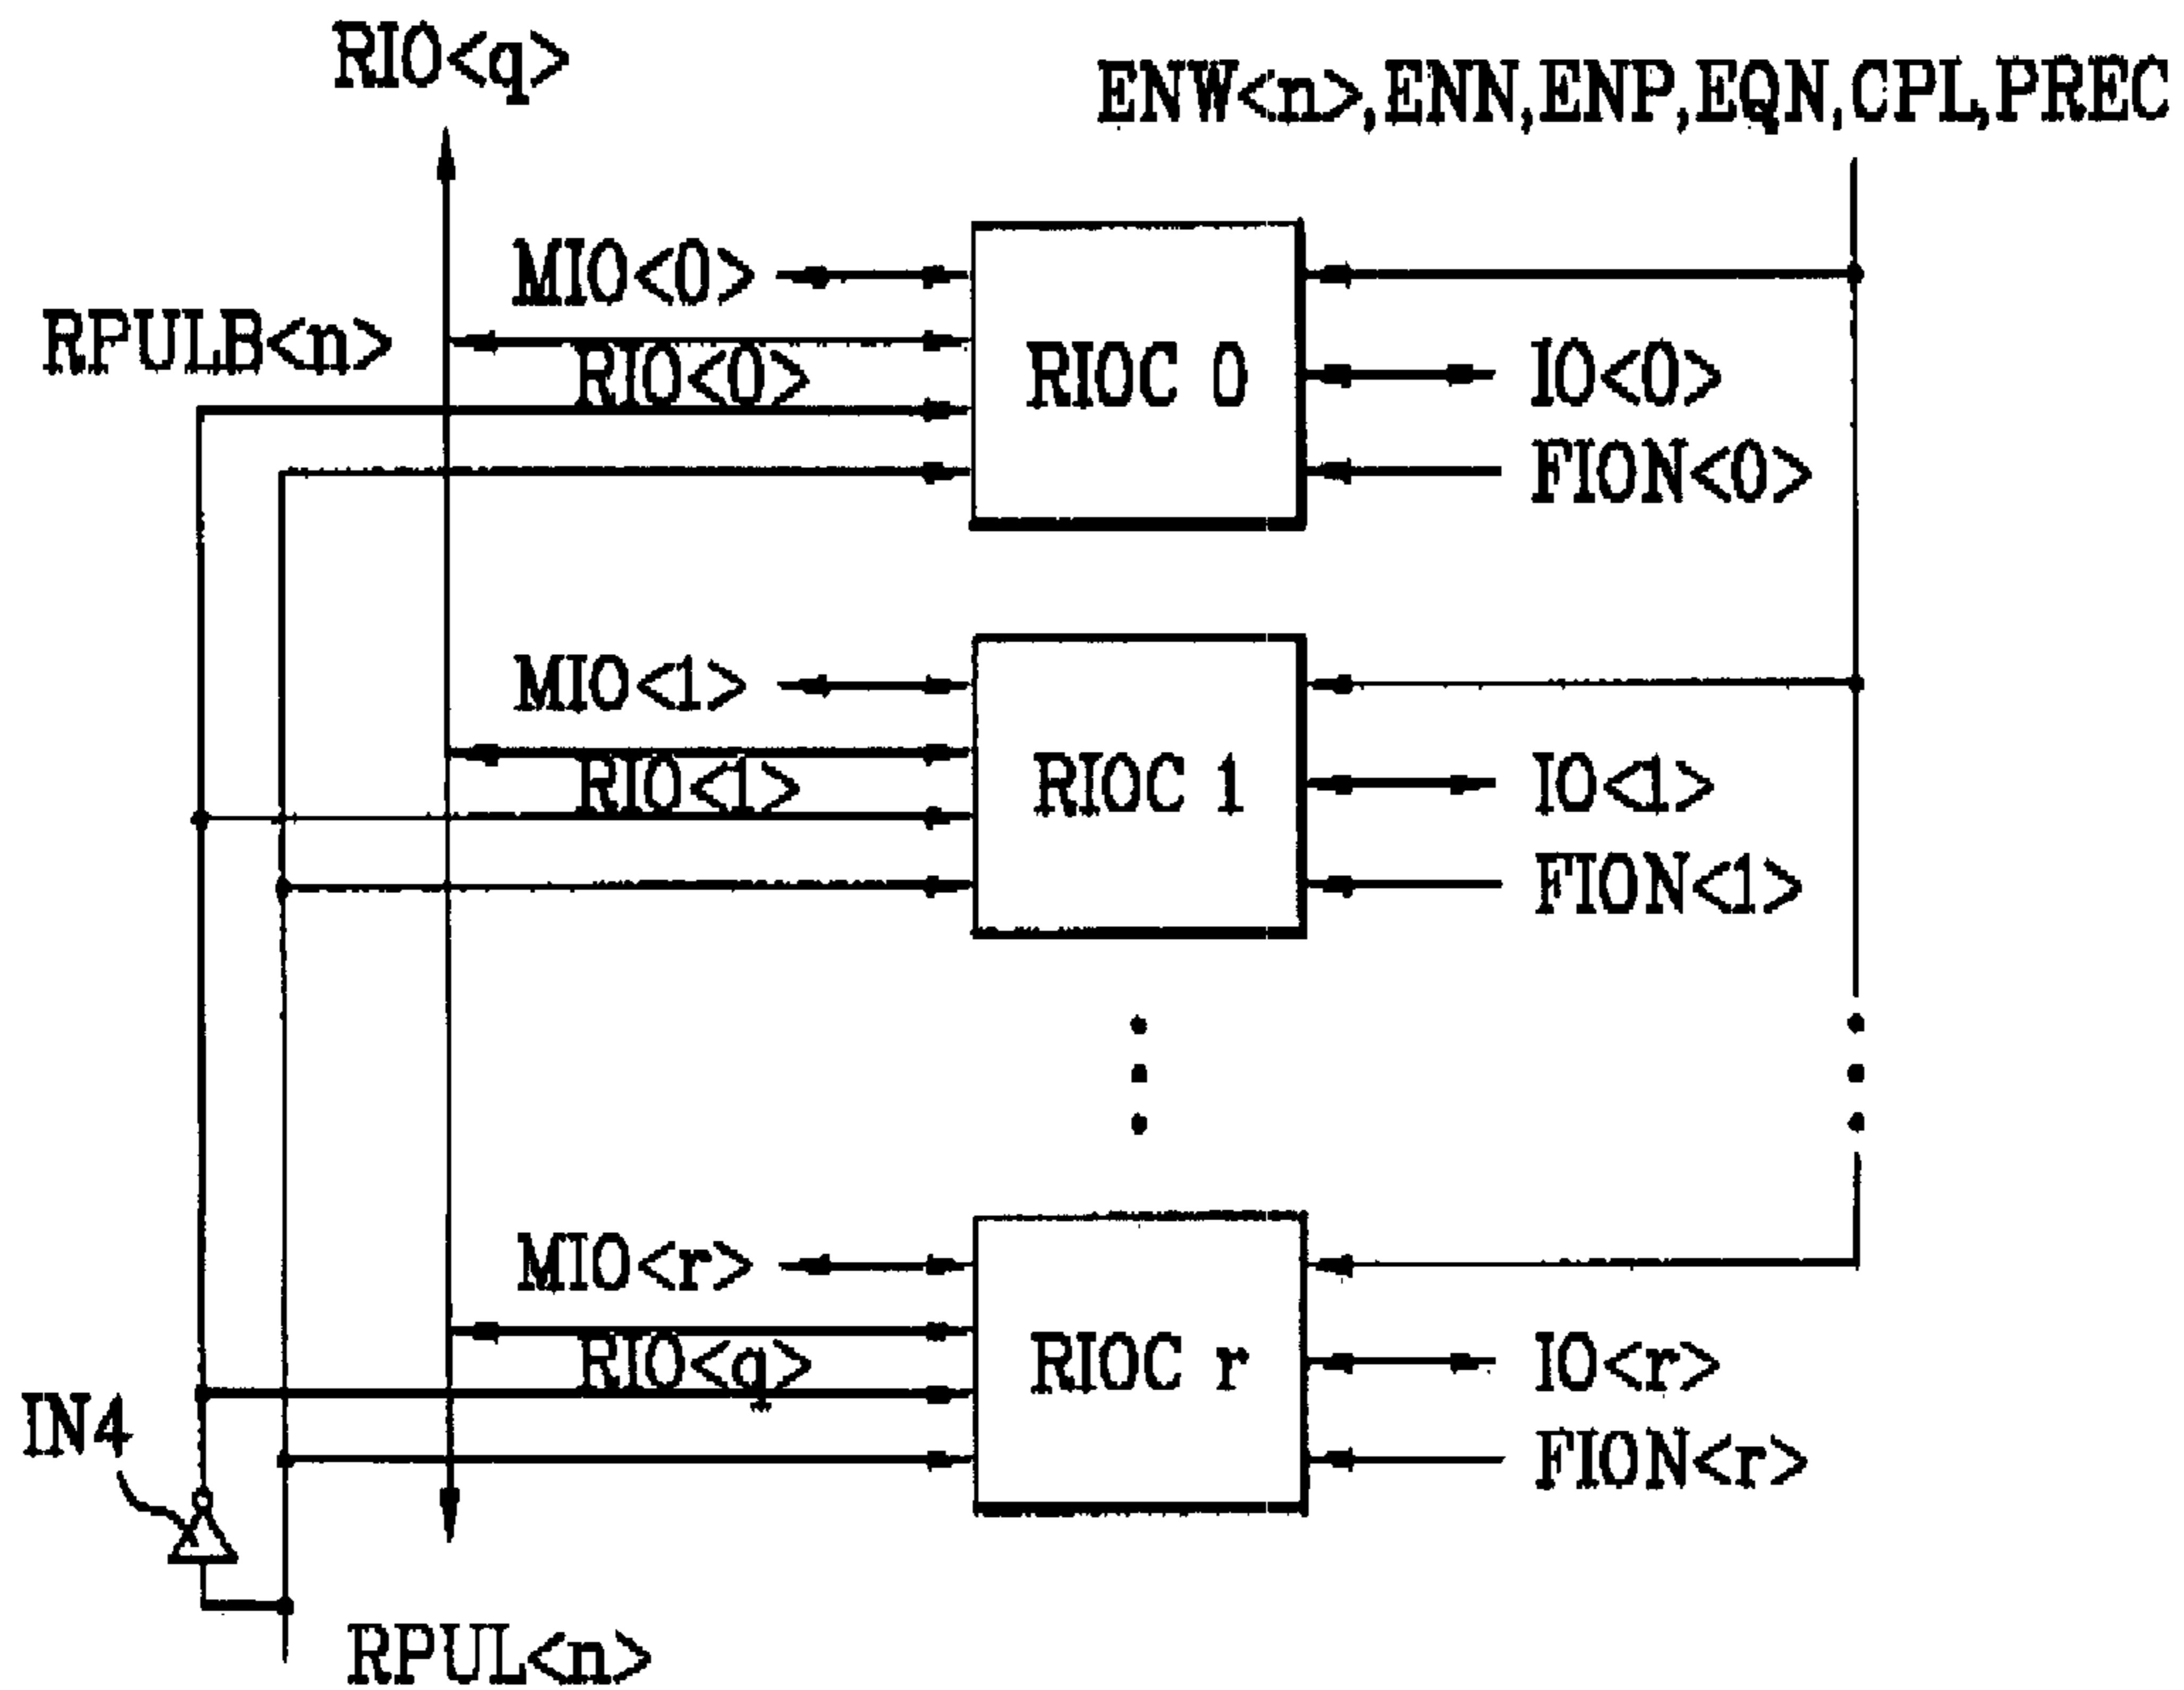 RIO<q>
ENW<n>,ENN,ENP,EQN,CPL,PREC
MIO<0>
RPULB<n>
RIO<0>
RIOC 0
IO<0>
FION<0>
MIO<1>
RIO<1>
RIOC 1
IO<1>
FION<1>
MIO<r>
RIO<q>
RIOC r
IO<r>
FION<r>
IN4
RPUL<n>